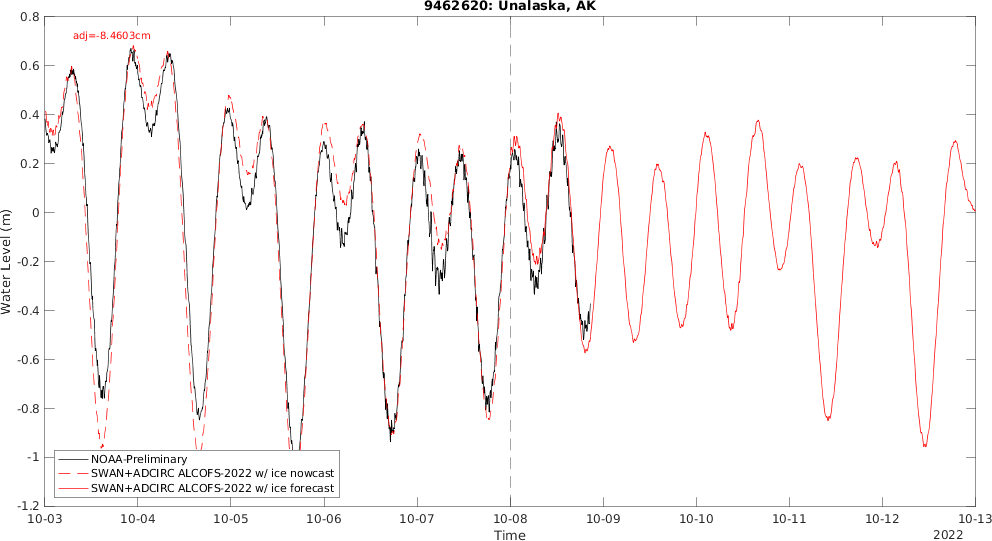 9462620: Unalaska, AK
adj=-8.4603cm
0.8
0.6
0.4
0.2
0
-0.2
-0.4
-0.6
-0.8
-1
-1.2
Water Level (m)
NOAA-Preliminary
SWAN+ADCIRC ALCOFS-2022 w/ ice nowcast
SWAN+ADCIRC ALCOFS-2022 w/ ice forecast
10-03 10-04 10-05 10-06 10-07 10-08 10-09 10-10 10-11 10-12 10-13
Time
2022